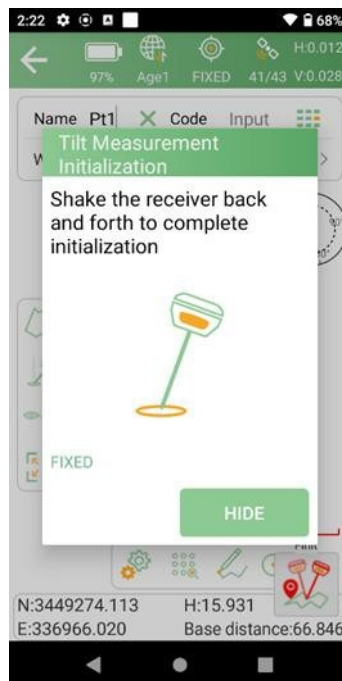 2:22 68%
H:0.012
97% Age1 FIXED 41/43 V:0.028
Name Pt1 Code Input
Tilt Measurement
Initialization
Shake the receiver back
and forth to complete
initialization
FIXED
HIDE
N:3449274.113 H:15.931
E:336966.020 Base distance:66.846